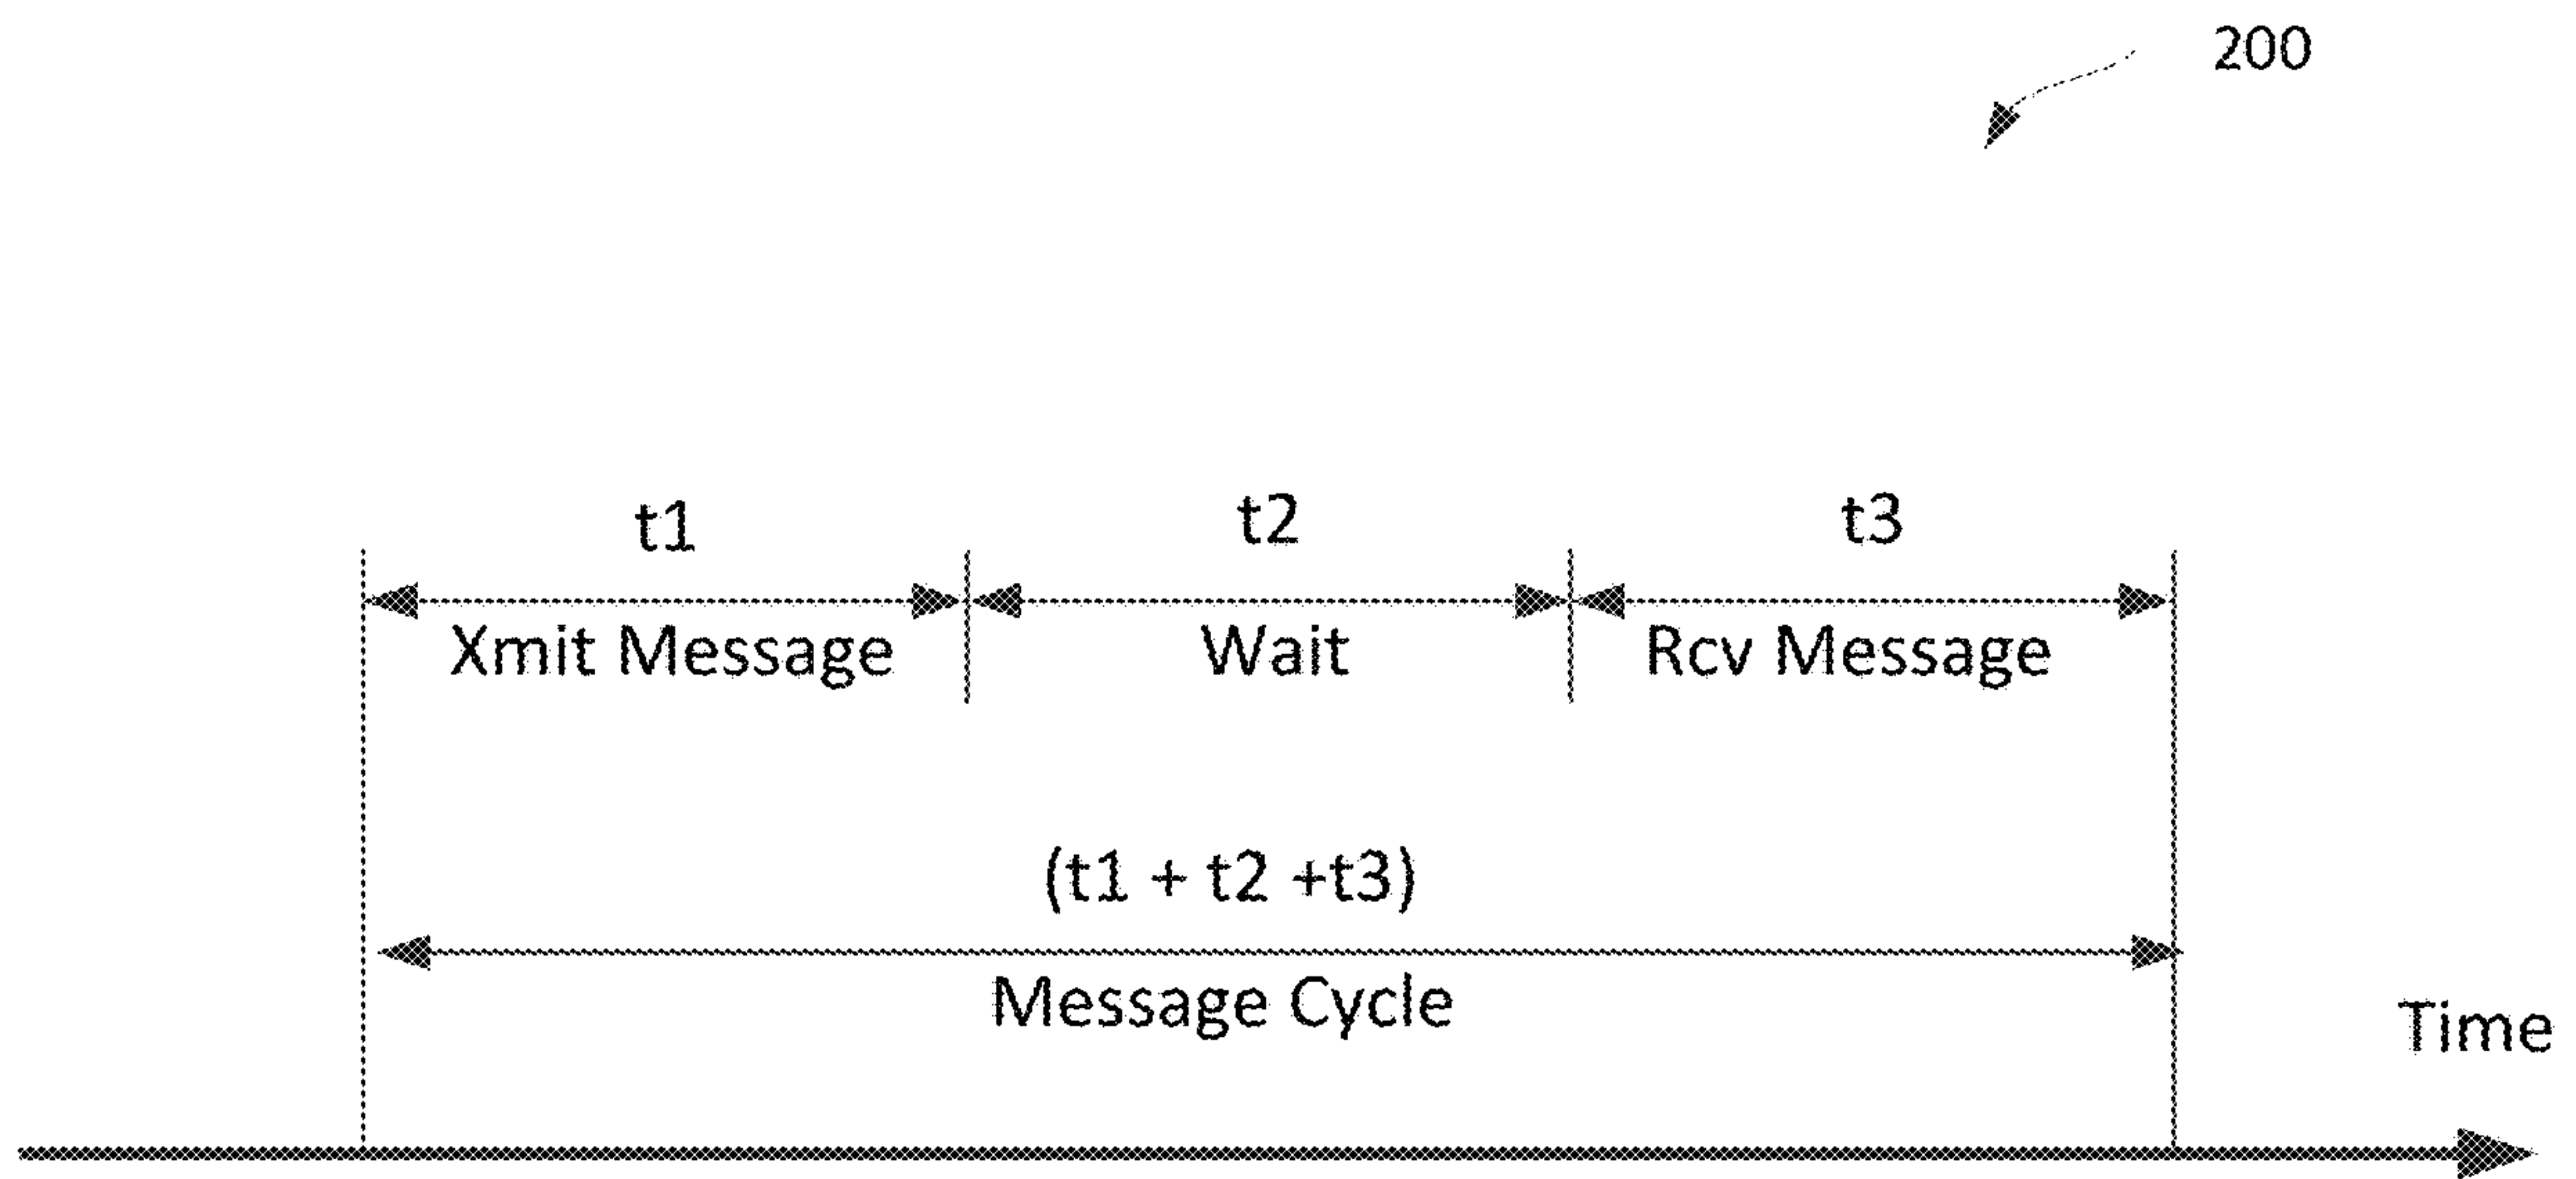 200
t1
t2
t3
Xmit Message
Wait
Rcv Message
(t1 + t2 +t3)
Message Cycle
Time